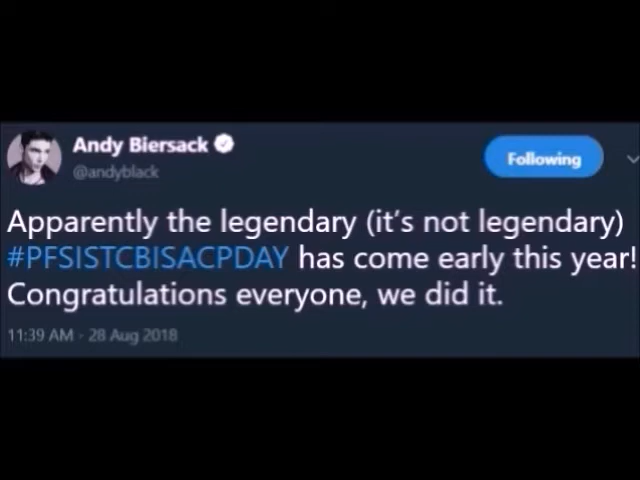 Andy Biersack
@andyblack
Following
Apparently the legendary (it's not legendary)
#PFSISTCBISACPDAY has come early this year!
Congratulations everyone, we did it.
11:39 AM · 28 Aug 2018